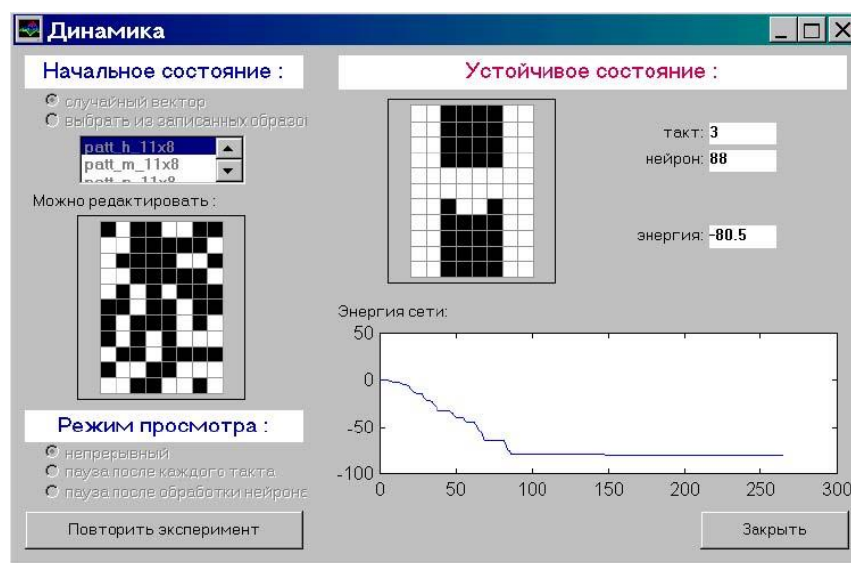 Динамика
Начальное состояние :
случайный вектор
выбрать из записанных образо
patt_h_11x8
patt_m_11x8
patt_n_11x8
Можно редактировать :
Режим просмотра :
непрерывный
пауза после каждого такта
пауза после обработки нейрона
Повторить эксперимент
Устойчивое состояние :
такт: 3
нейрон: 88
энергия: -80.5
Энергия сети:
50
0
-50
-100
0 50 100 150 200 250 300
Закрыть